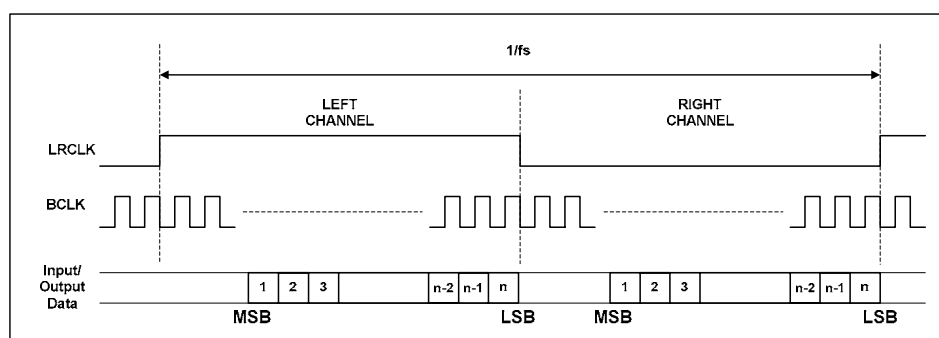 1/fs
LEFT
CHANNEL
RIGHT
CHANNEL
LRCLK
BCLK
Input/
Output
Data
1 2 3 n-2 n-1 n 1 2 3 n-2 n-1 n
MSB LSB MSB LSB